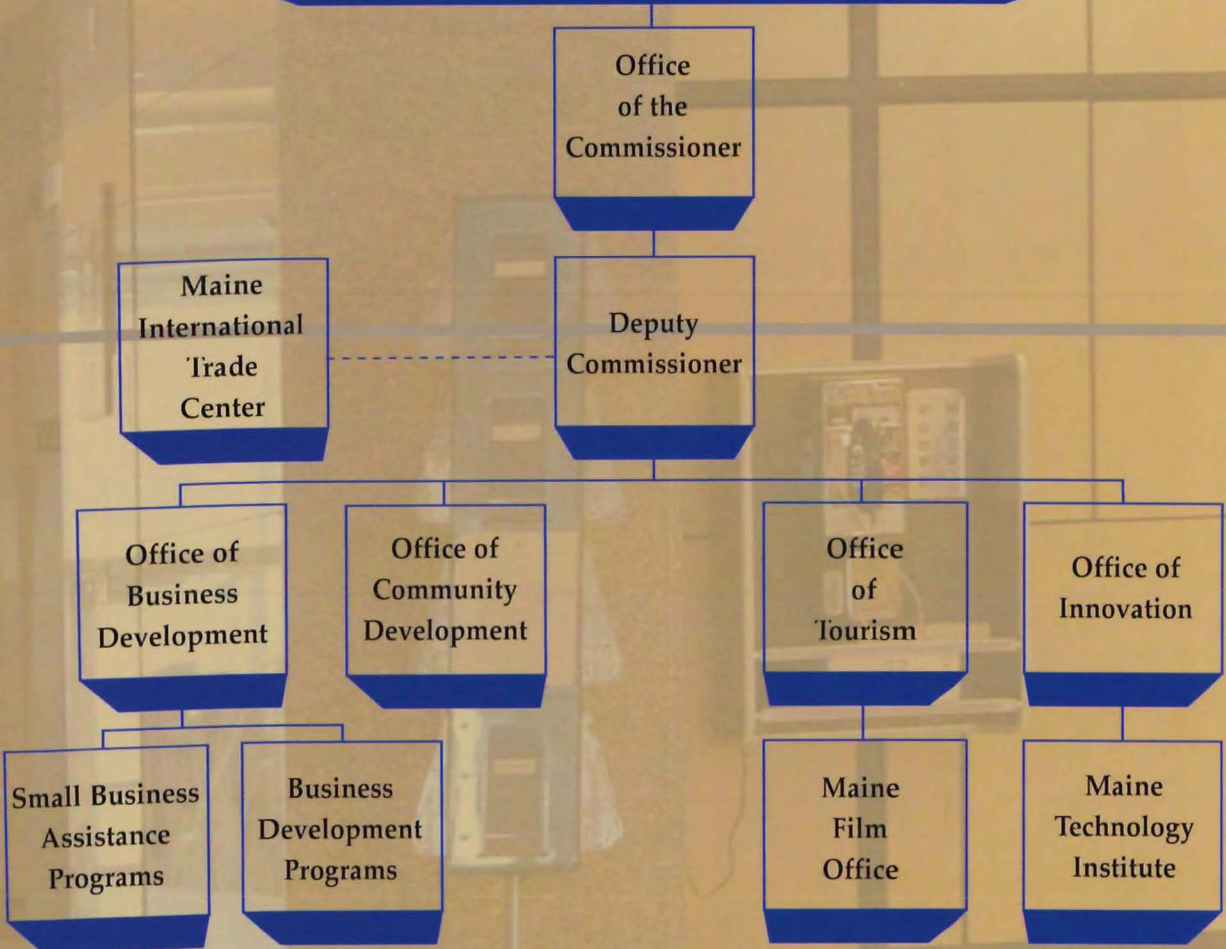 Office
of the
Commissioner
Maine
International
Trade
Center
Deputy
Commissioner
Office of
Business
Development
Office of
Community
Development
Office
of
Tourism
Office of
Innovation
Small Business
Assistance
Programs
Business
Development
Programs
Maine
Film
Office
Maine
Technology
Institute